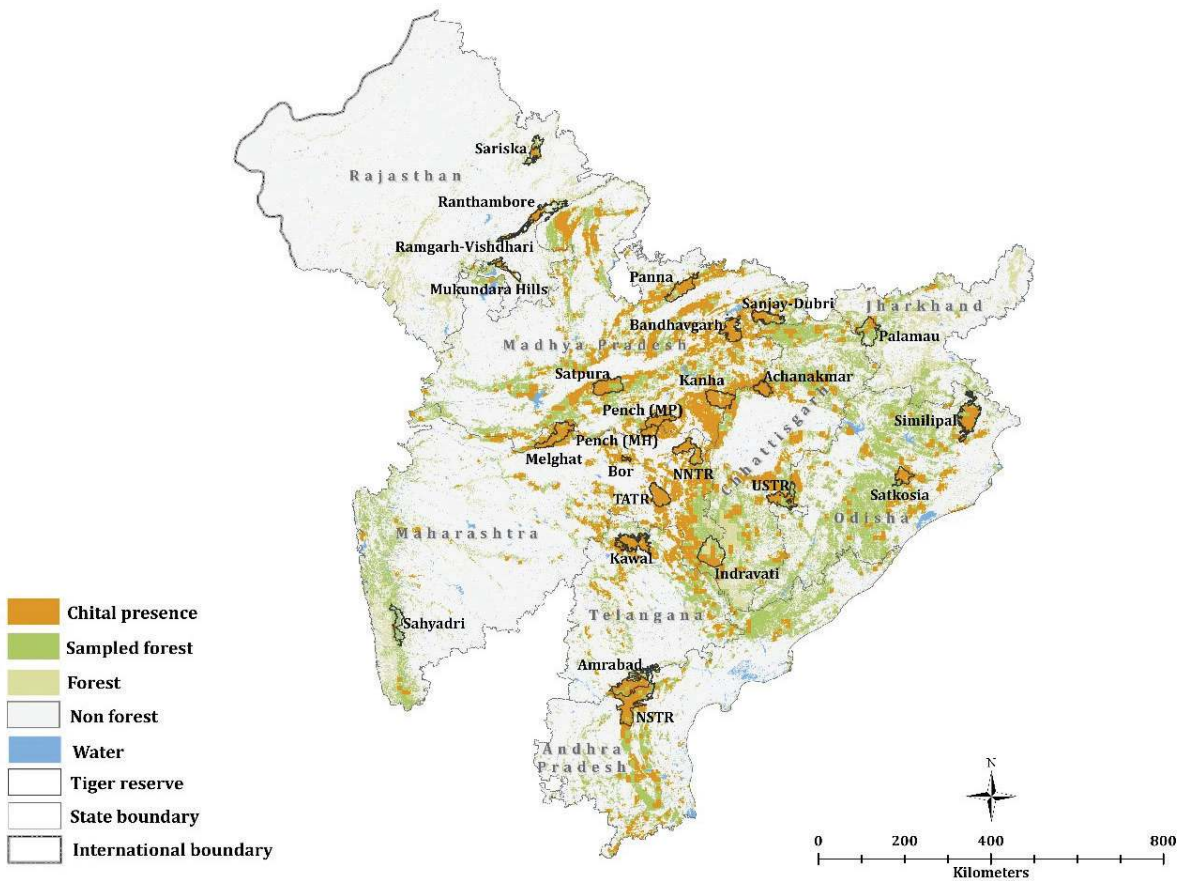 Sariska
Rajasthan
Ranthambore
Ramgarh-Vishdhari
Mukundara Hills
Panna
Sanjay-Dubri
Jharkhand
Bandhavgarh
Palamau
Madhya Pradesh
Satpura
Kanha
Achanakmar
Pench (MP)
Similipal
Pench (MH)
Melghat
Chhattisgarh
Bor
NNTR
USTR
TATR
Satkosia
Odisha
Maharashtra
Kawal
Indravati
Telangana
Sahyadri
Amrabad
NSTR
Andhra
Pradesh
Chital presence
Sampled forest
Forest
Non forest
Water
Tiger reserve
State boundary
International boundary
N
0 200 400 800
Kilometers